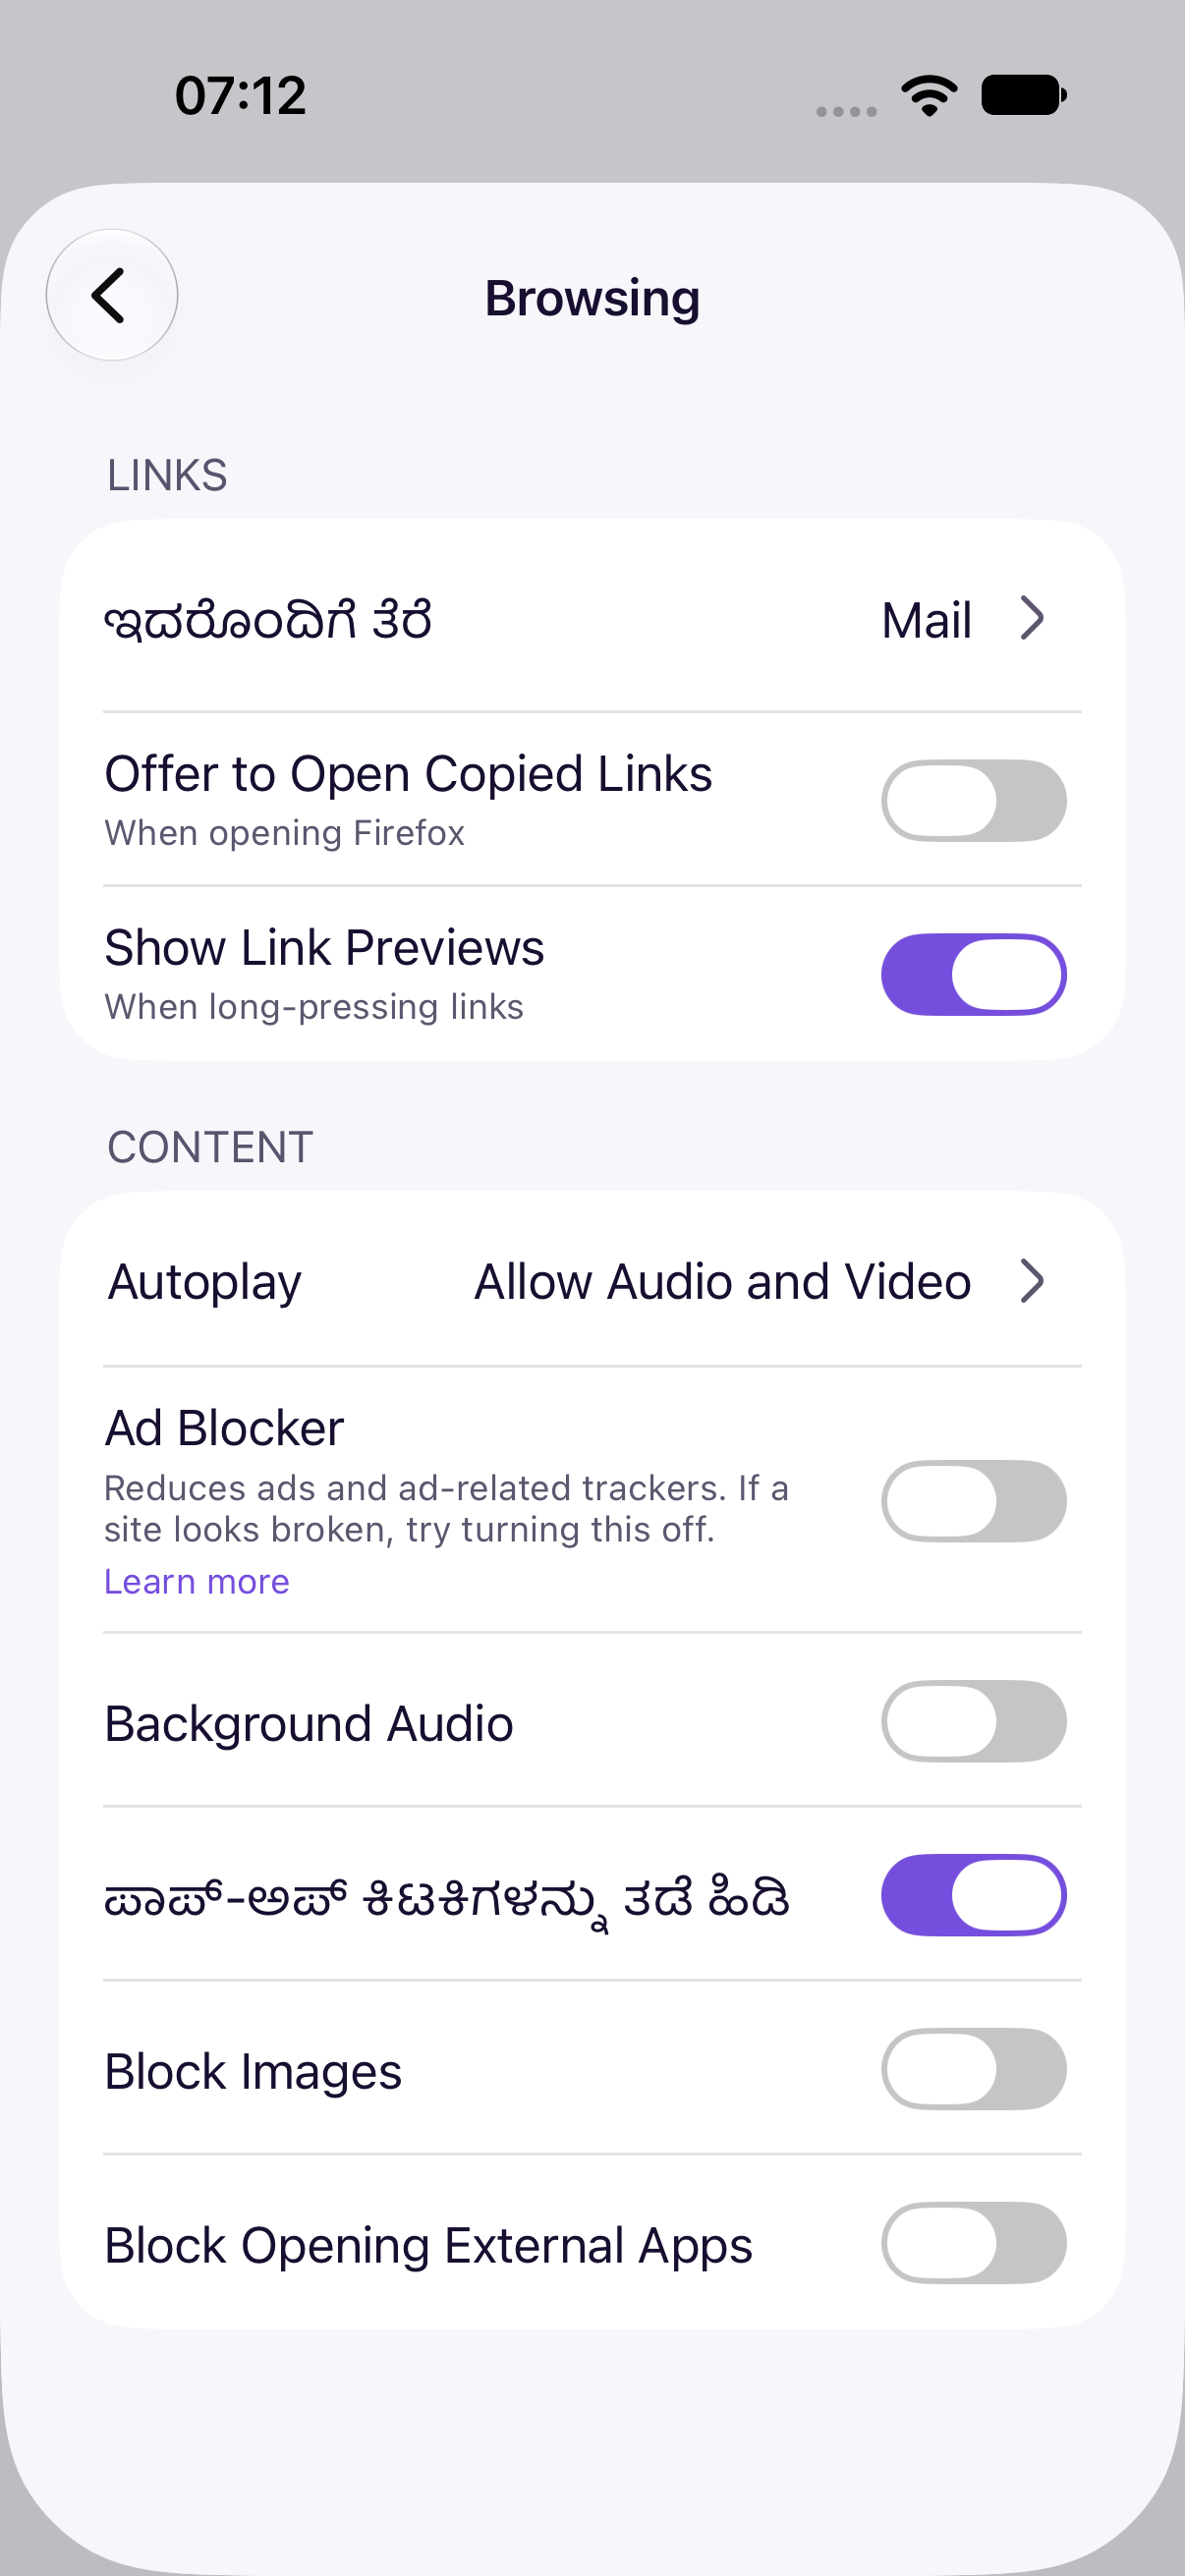 07:12
Browsing
LINKS
ಇದರೊಂದಿಗೆ ತೆರೆ
Mail
Offer to Open Copied Links
When opening Firefox
Show Link Previews
When long-pressing links
CONTENT
Autoplay
Allow Audio and Video
Ad Blocker
Reduces ads and ad-related trackers. If a
site looks broken, try turning this off.
Learn more
Background Audio
ಪಾಪ್-ಅಪ್ ಕಿಟಕಿಗಳನ್ನು ತಡೆ ಹಿಡಿ
Block Images
Block Opening External Apps